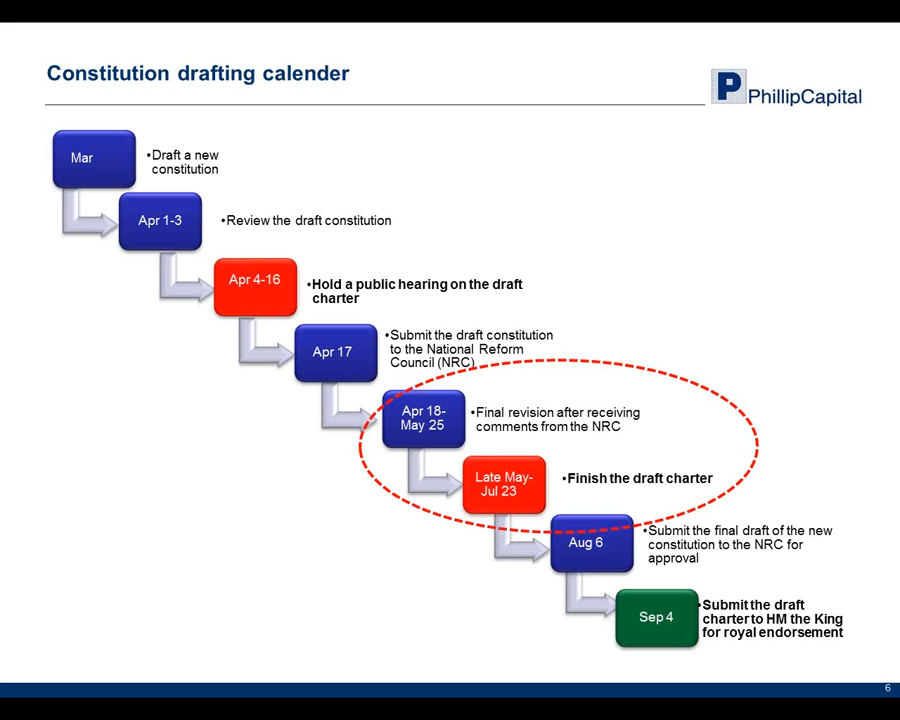 Constitution drafting calender
P
PhillipCapital
Mar
•Draft a new
constitution
Apr 1-3
•Review the draft constitution
Apr 4-16
•Hold a public hearing on the draft
charter
Apr 17
•Submit the draft constitution
to the National Reform
Council (NRC)
Apr 18-
May 25
•Final revision after receiving
comments from the NRC
Late May-
Jul 23
•Finish the draft charter
Aug 6
•Submit the final draft of the new
constitution to the NRC for
approval
Sep 4
•Submit the draft
charter to HM the King
for royal endorsement
6